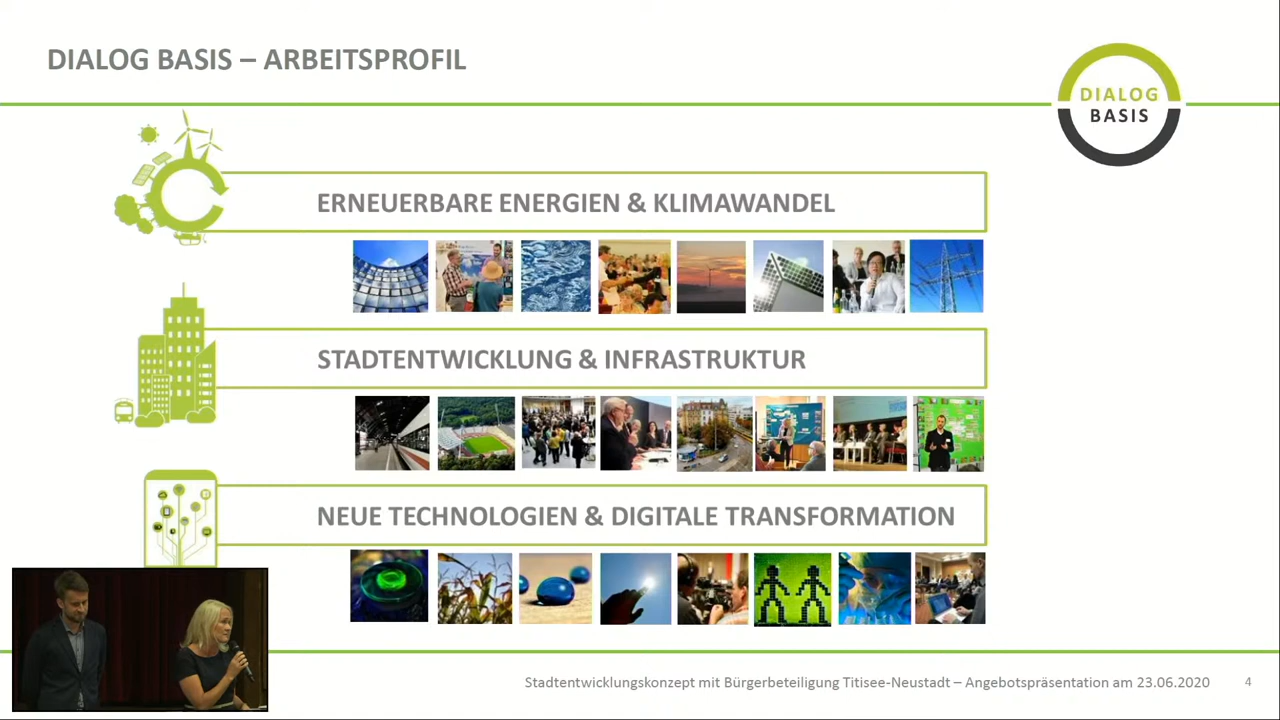 DIALOG BASIS – ARBEITSPROFIL
DIALOG
BASIS
ERNEUERBARE ENERGIEN & KLIMAWANDEL
STADTENTWICKLUNG & INFRASTRUKTUR
NEUE TECHNOLOGIEN & DIGITALE TRANSFORMATION
Stadtentwicklungskonzept mit Bürgerbeteiligung Titisee-Neustadt – Angebotspräsentation am 23.06.2020 4